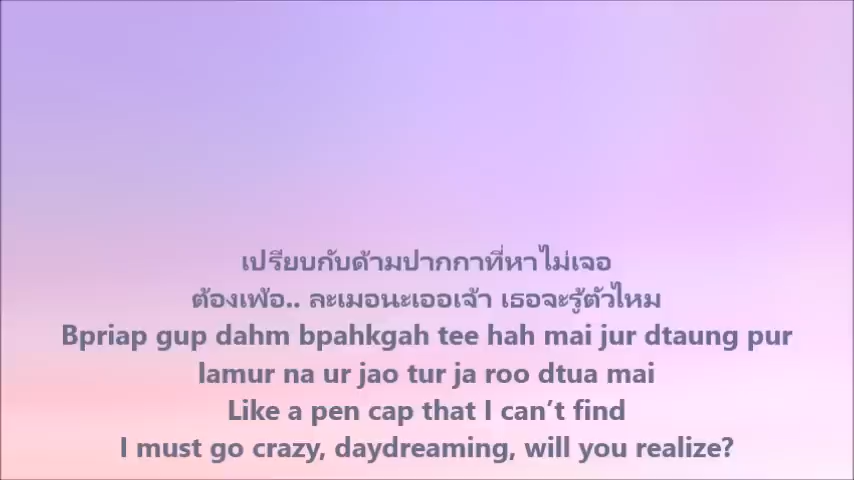 เปรียบกับด้ามปากกาที่หาไม่เจอ
ต้องเพ้อ.. ละเมอนะเออเจ้า เธอจะรู้ตัวไหม
Bpriap gup dahm bpahkgah tee hah mai jur dtaung pur
lamur na ur jao tur ja roo dtua mai
Like a pen cap that I can’t find
I must go crazy, daydreaming, will you realize?